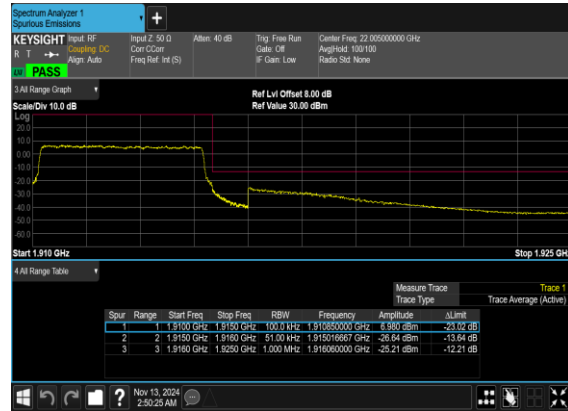 Spectrum Analyzer 1
Spurious Emissions
KEYSIGHT Input: RF Input Z: 50 Ω Atten: 40 dB Trig: Free Run Center Freq: 22.005000000 GHz
R T Coupling: DC Corr CCorr Gate: Off Avg|Hold: 100/100
Align: Auto Freq Ref: Int (S) IF Gain: Low Radio Std: None
LW PASS
3 All Range Graph
Ref Lvl Offset 8.00 dB
Scale/Div 10.0 dB Ref Value 30.00 dBm
Log
20.0
10.0
0.00
-10.0
-20.0
-30.0
-40.0
-50.0
-60.0
Start 1.910 GHz Stop 1.925 GH
4 All Range Table
Measure Trace Trace 1
Trace Type Trace Average (Active)
Spur Range Start Freq Stop Freq RBW Frequency Amplitude ΔLimit
1 1 1.9100 GHz 1.9150 GHz 100.0 kHz 1.910850000 GHz 6.980 dBm -23.02 dB
2 2 1.9150 GHz 1.9160 GHz 51.00 kHz 1.915016667 GHz -26.64 dBm -13.64 dB
3 3 1.9160 GHz 1.9250 GHz 1.000 MHz 1.916060000 GHz -25.21 dBm -12.21 dB
Nov 13, 2024
2:50:25 AM